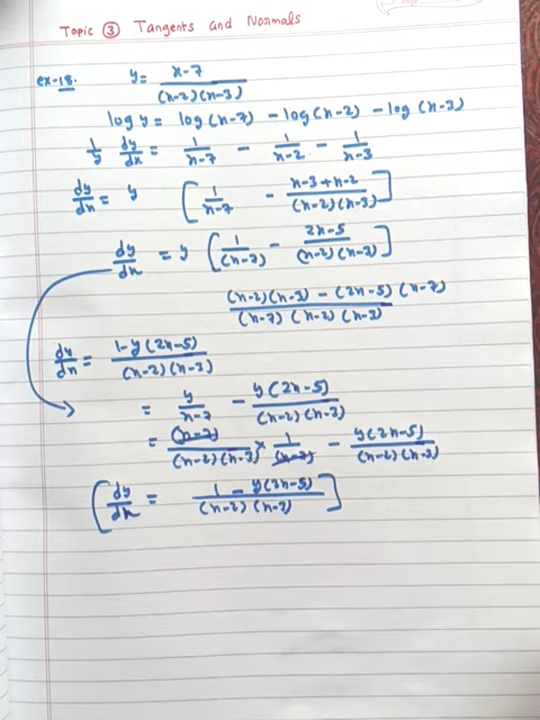 Topic ③ Tangents and Normals
ex-18. y = x-7 / (x-2)(x-3)
log y = log(x-7) - log(x-2) - log(x-3)
1/y dy/dx = 1/x-7 - 1/x-2 - 1/x-3
dy/dx = y [1/x-7 - x-3+x-2 / (x-2)(x-3)]
dy/dx = y [1/(x-7) - 2x-5 / (x-2)(x-3)]
(x-2)(x-3) - (2x-5)(x-7) / (x-7)(x-2)(x-3)
dy/dx = 1-y(2x-5) / (x-2)(x-3)
= y/x-7 - y(2x-5) / (x-2)(x-3)
= (x-7) / (x-2)(x-3) × 1/(x-7) - y(2x-5) / (x-2)(x-3)
[dy/dx = 1-y(2x-5) / (x-2)(x-3)]